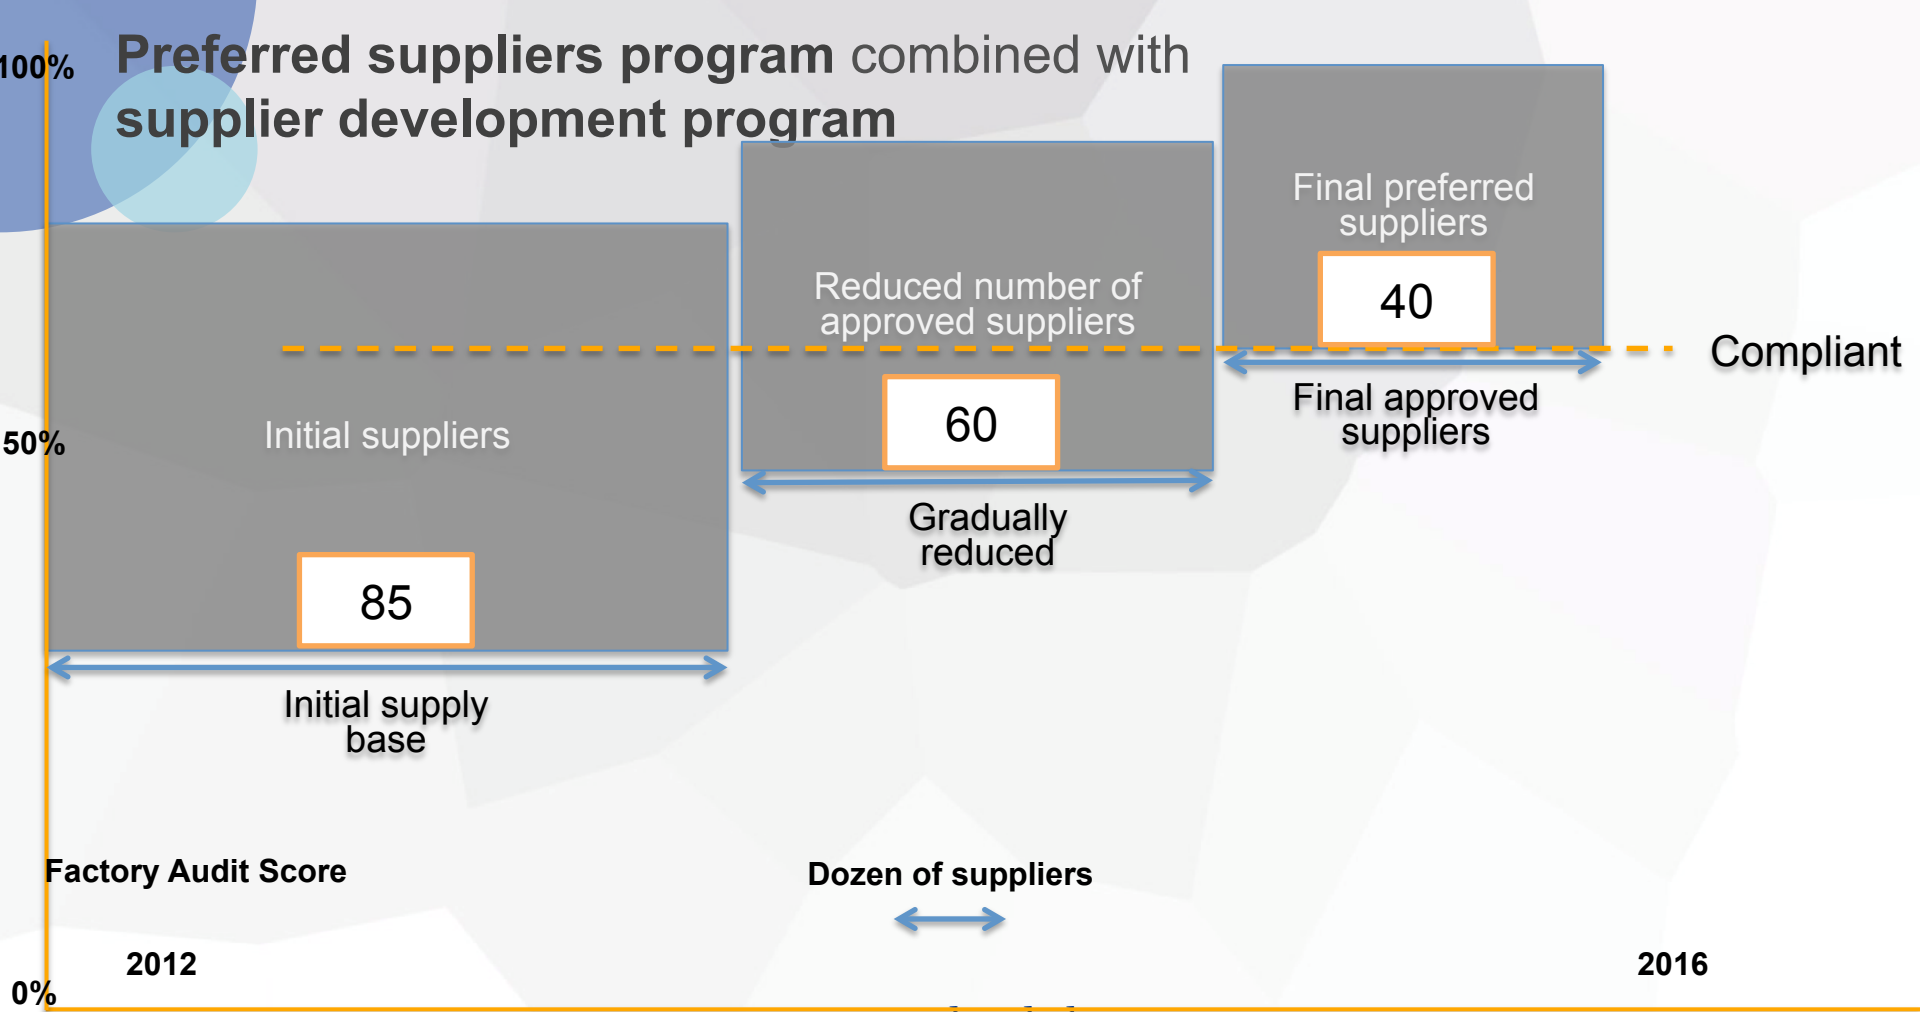 Preferred suppliers program combined with
supplier development program
100%
Final preferred
suppliers
40
Reduced number of
approved suppliers
Compliant
60
Final approved
suppliers
50%
Initial suppliers
Gradually
reduced
85
Initial supply
base
Factory Audit Score
Dozen of suppliers
2012
2016
0%